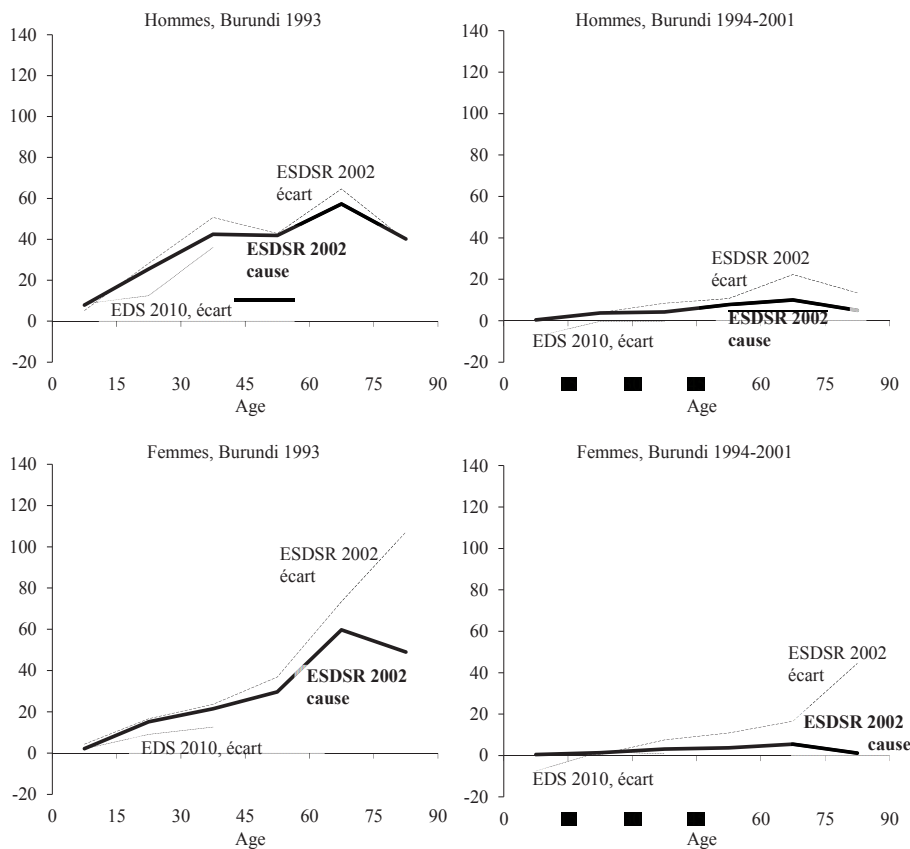 Hommes, Burundi 1993
140
120
100
80
60
40
20
0
-20
ESDSR 2002
écart
ESDSR 2002
cause
EDS 2010, écart
0 15 30 45 60 75 90
Age
Hommes, Burundi 1994-2001
140
120
100
80
60
40
20
0
-20
ESDSR 2002
écart
ESDSR 2002
cause
EDS 2010, écart
0 60 75 90
Age
Femmes, Burundi 1993
140
120
100
80
60
40
20
0
-20
ESDSR 2002
écart
ESDSR 2002
cause
EDS 2010, écart
0 15 30 45 60 75 90
Age
Femmes, Burundi 1994-2001
140
120
100
80
60
40
20
0
-20
ESDSR 2002
écart
ESDSR 2002
cause
EDS 2010, écart
0 60 75 90
Age